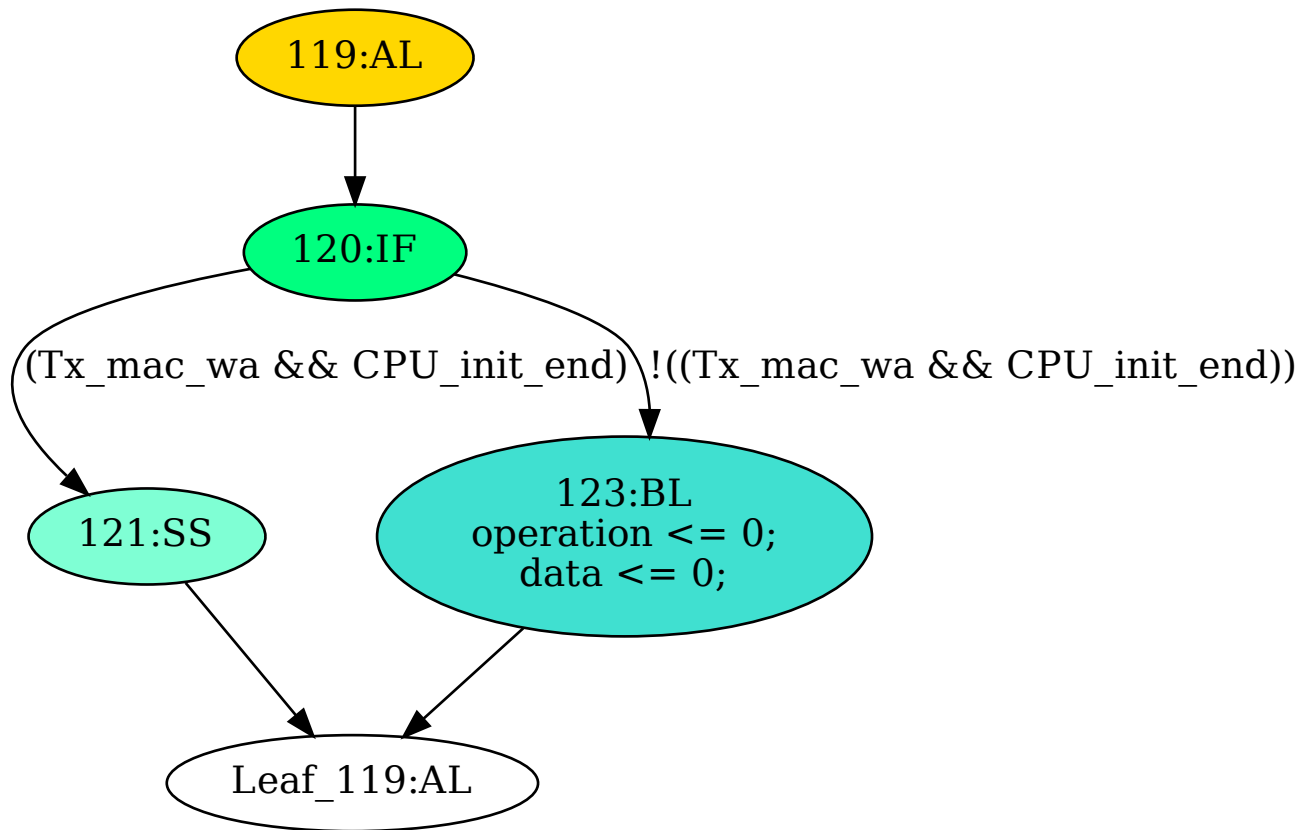 119:AL
120:IF
(Tx_mac_wa && CPU_init_end)
!((Tx_mac_wa && CPU_init_end))
121:SS
123:BL
operation <= 0;
data <= 0;
Leaf_119:AL